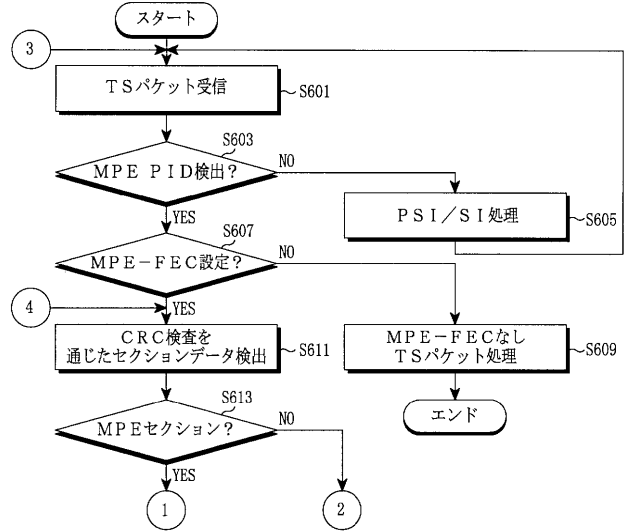 スタート
3
TSパケット受信
S601
S603
MPE PID検出?
NO
YES
PSI/SI処理
S605
S607
MPE-FEC設定?
NO
YES
4
CRC検査を
通じたセクションデータ検出
S611
MPE-FECなし
TSパケット処理
S609
エンド
S613
MPEセクション?
NO
YES
1
2